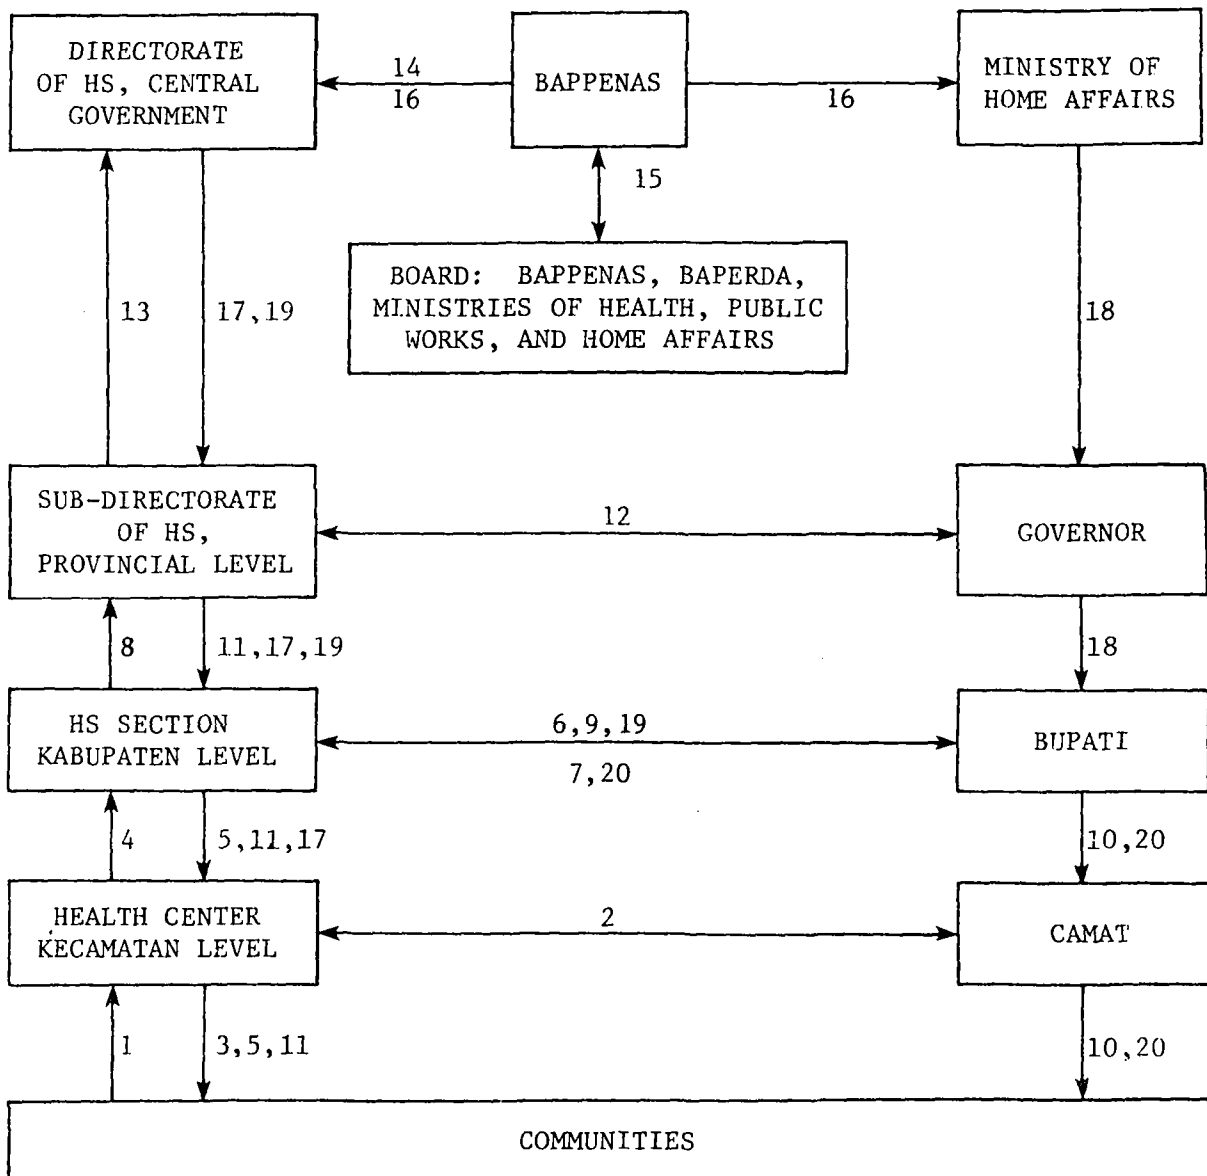 DIRECTORATE
OF HS, CENTRAL
GOVERNMENT
14
16
BAPPENAS
16
MINISTRY OF
HOME AFFAIRS
15
BOARD: BAPPENAS, BAPERDA,
MINISTRIES OF HEALTH, PUBLIC
WORKS, AND HOME AFFAIRS
13
17,19
18
SUB-DIRECTORATE
OF HS,
PROVINCIAL LEVEL
12
GOVERNOR
8
11,17,19
18
HS SECTION
KABUPATEN LEVEL
6,9,19
7,20
BUPATI
4
5,11,17
10,20
HEALTH CENTER
KECAMATAN LEVEL
2
CAMAT
1
3,5,11
10,20
COMMUNITIES